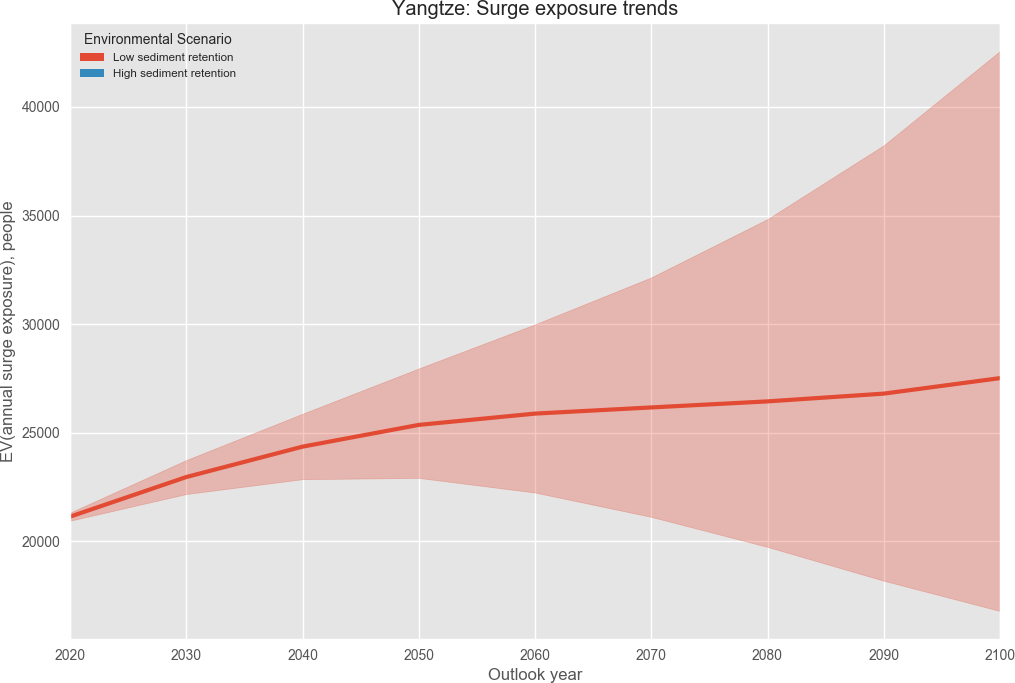 Yangtze: Surge exposure trends
Environmental Scenario
Low sediment retention
High sediment retention
EV(annual surge exposure), people
40000
35000
30000
25000
20000
2020 2030 2040 2050 2060 2070 2080 2090 2100
Outlook year